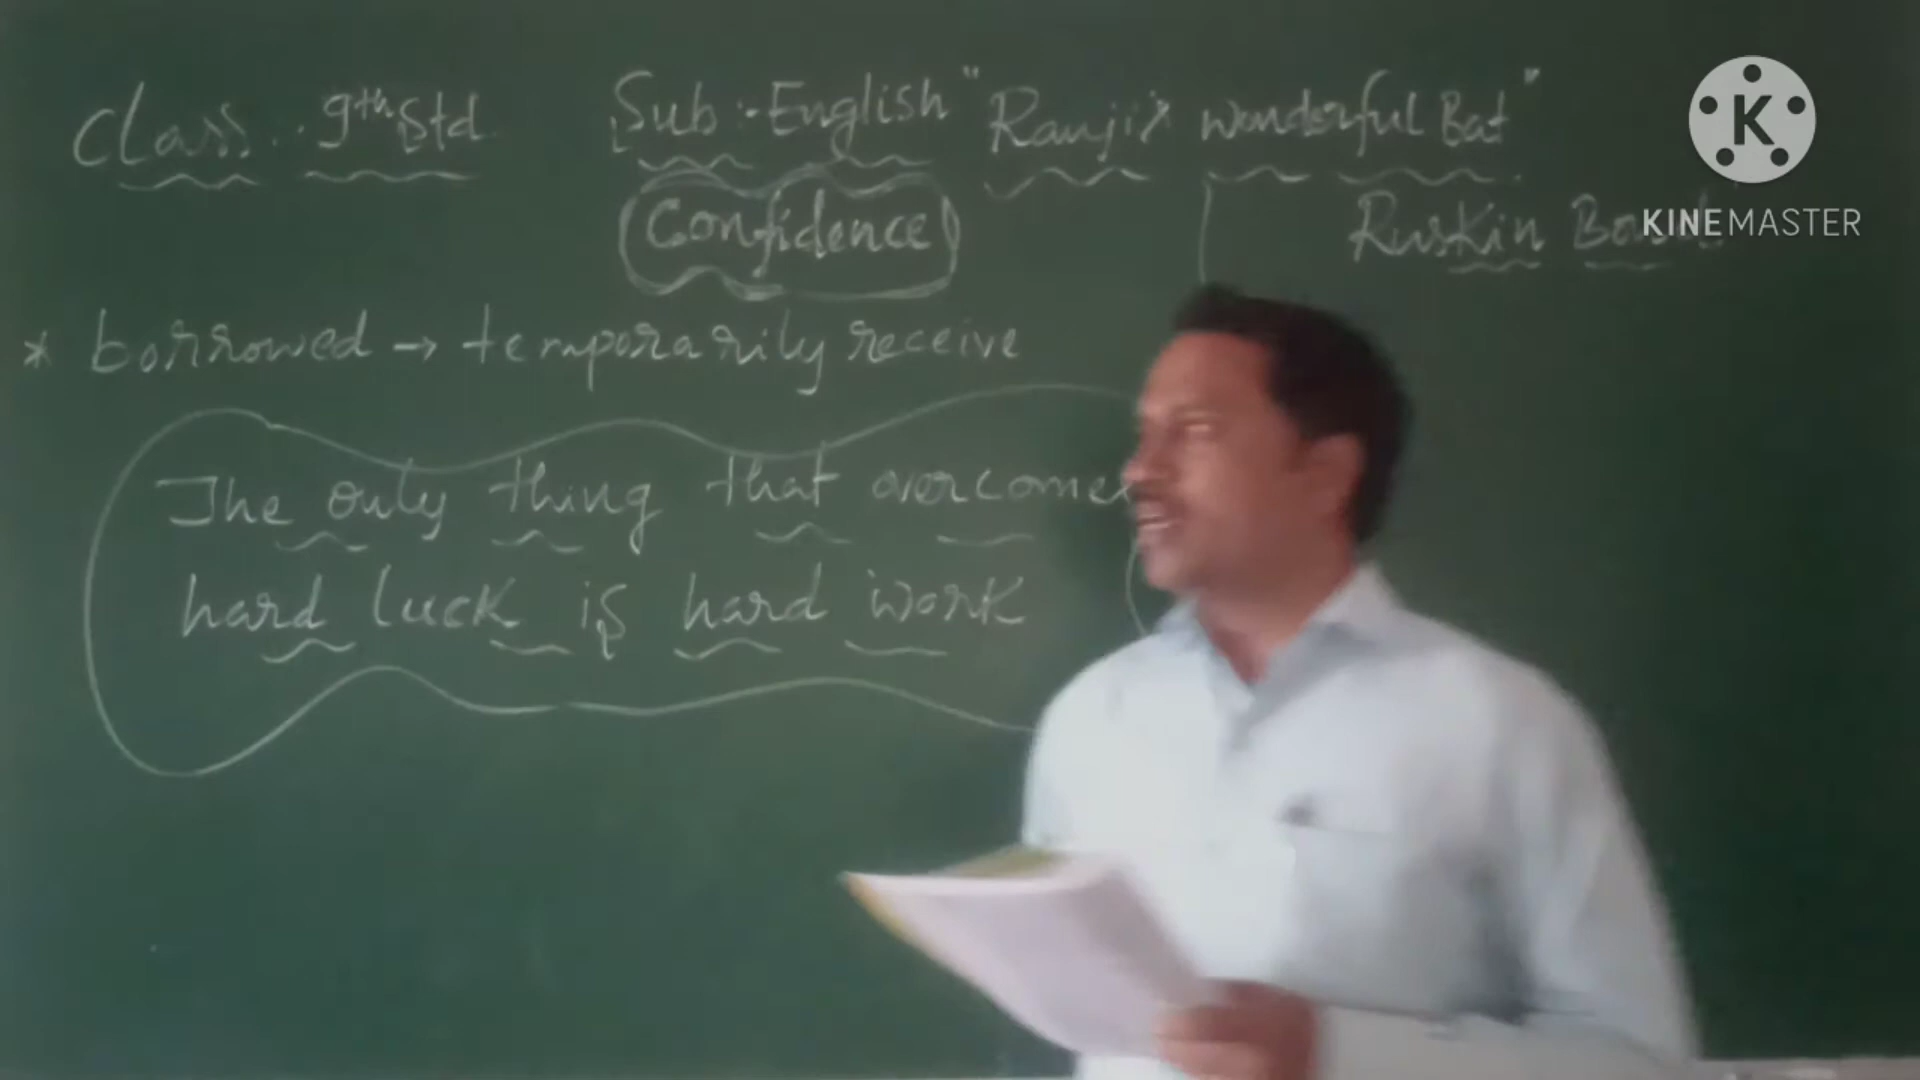 Class. 9th Std Sub:- English "Ranji's wonderful Bat"
Confidence Ruskin Bond
* borrowed → temporarily receive
The only thing that overcomes
hard luck is hard work
K
KINEMASTER